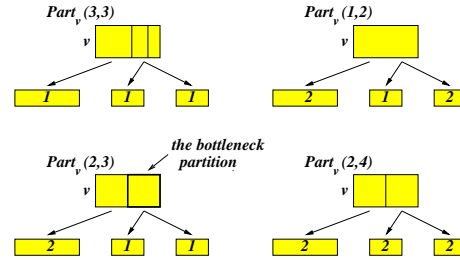 Part_v (3,3)
v
1 1 1
Part_v (1,2)
v
2 1 2
the bottleneck
partition
Part_v (2,3)
v
2 1 1
Part_v (2,4)
v
2 2 2